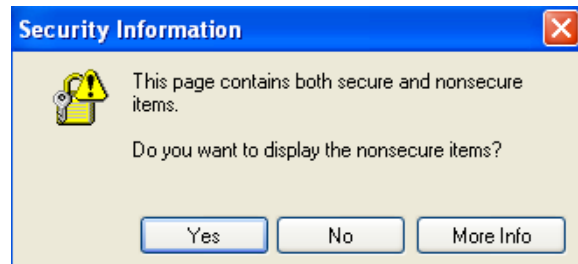 Security Information
This page contains both secure and nonsecure
items.
Do you want to display the nonsecure items?
Yes No More Info